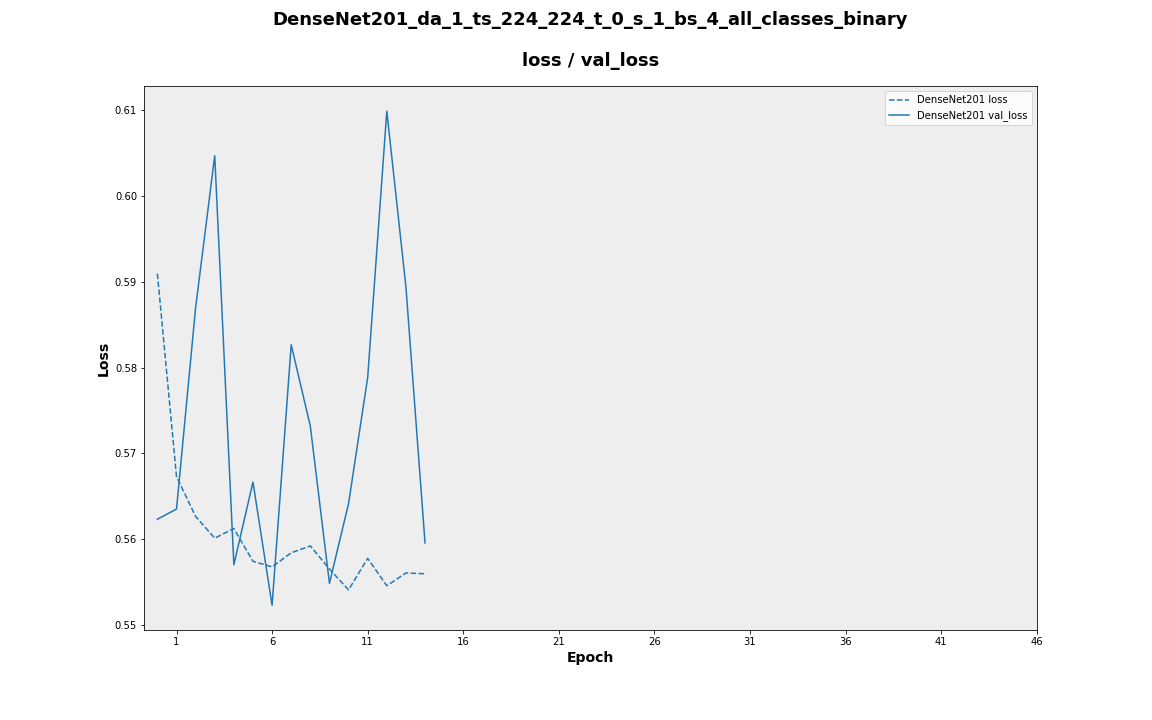 DenseNet201_da_1_ts_224_224_t_0_s_1_bs_4_all_classes_binary
loss / val_loss
DenseNet201 loss
DenseNet201 val_loss
0.61
0.60
0.59
0.58
0.57
0.56
0.55
Loss
1 6 11 16 21 26 31 36 41 46
Epoch